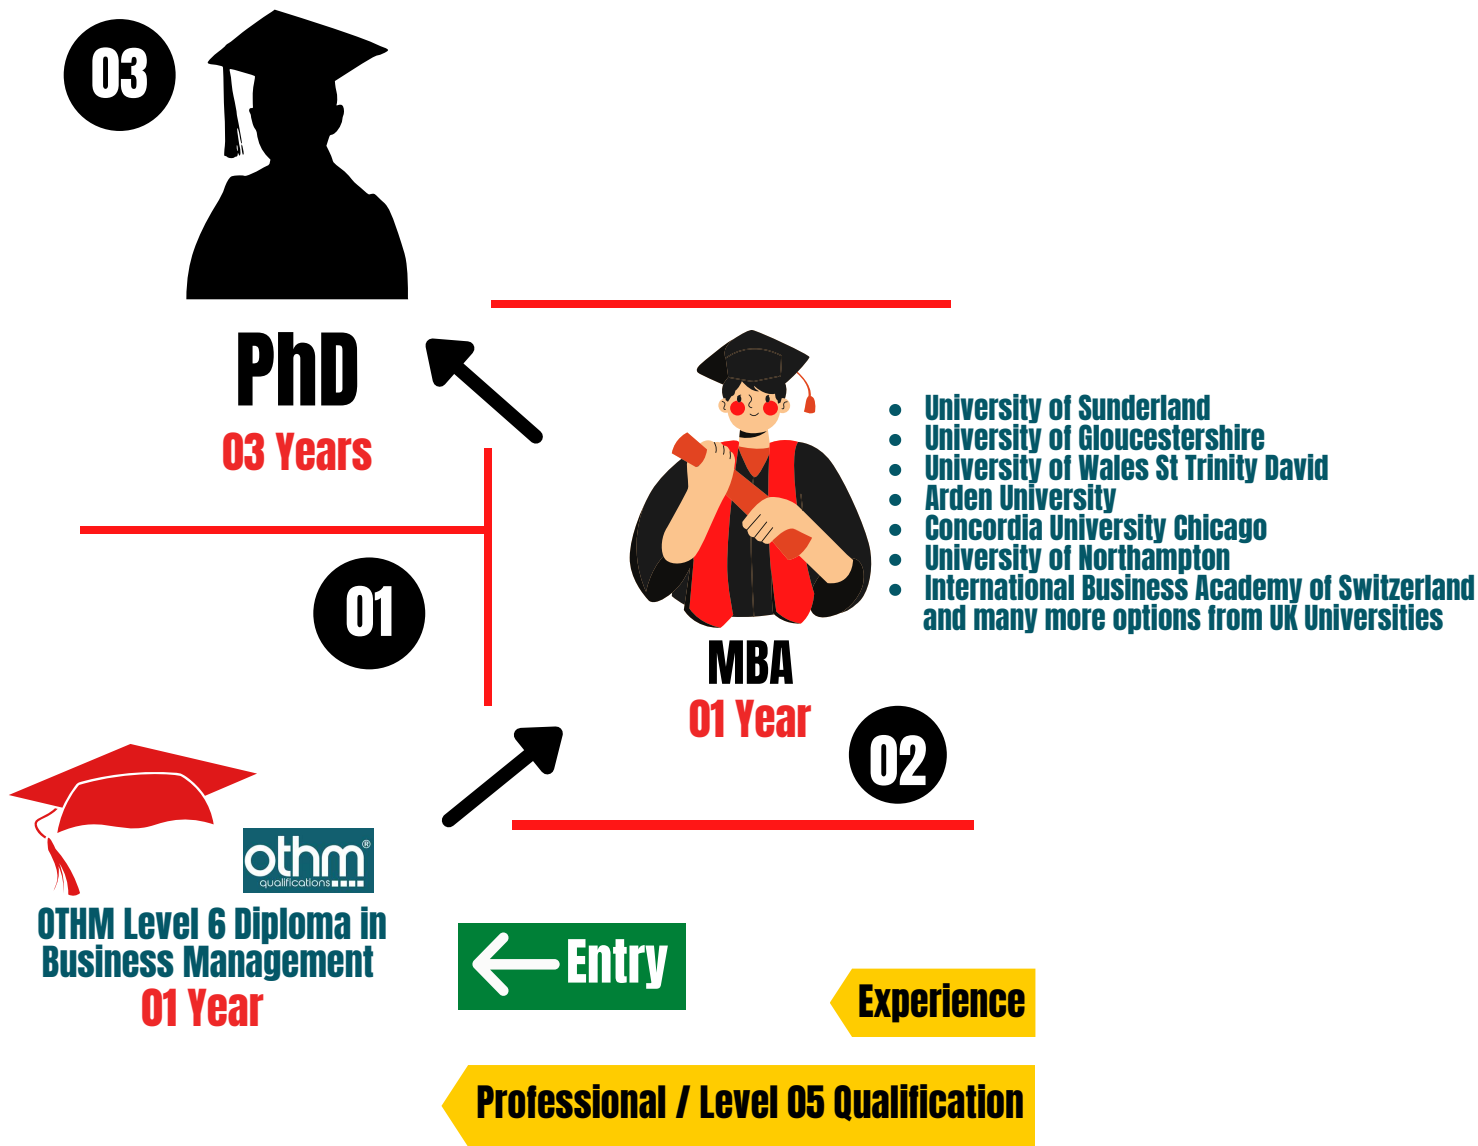 03
PhD
03 Years
University of Sunderland
University of Gloucestershire
University of Wales St Trinity David
Arden University
Concordia University Chicago
University of Northampton
International Business Academy of Switzerland
and many more options from UK Universities
01
MBA
01 Year
02
othm®
qualifications
OTHM Level 6 Diploma in
Business Management
01 Year
Entry
Experience
Professional / Level 05 Qualification